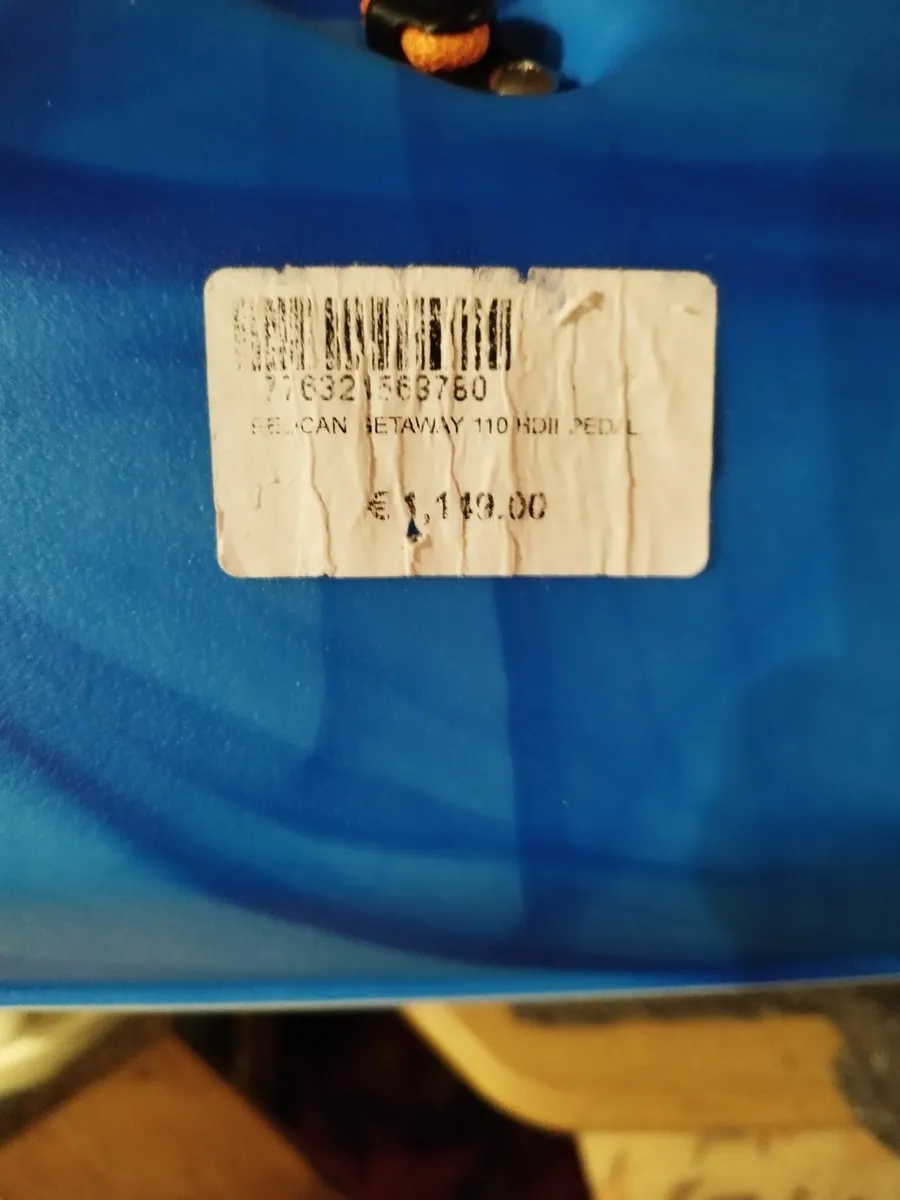 776321563780
PELICAN GETAWAY 110 HDII PEDAL
€ 1,149.00